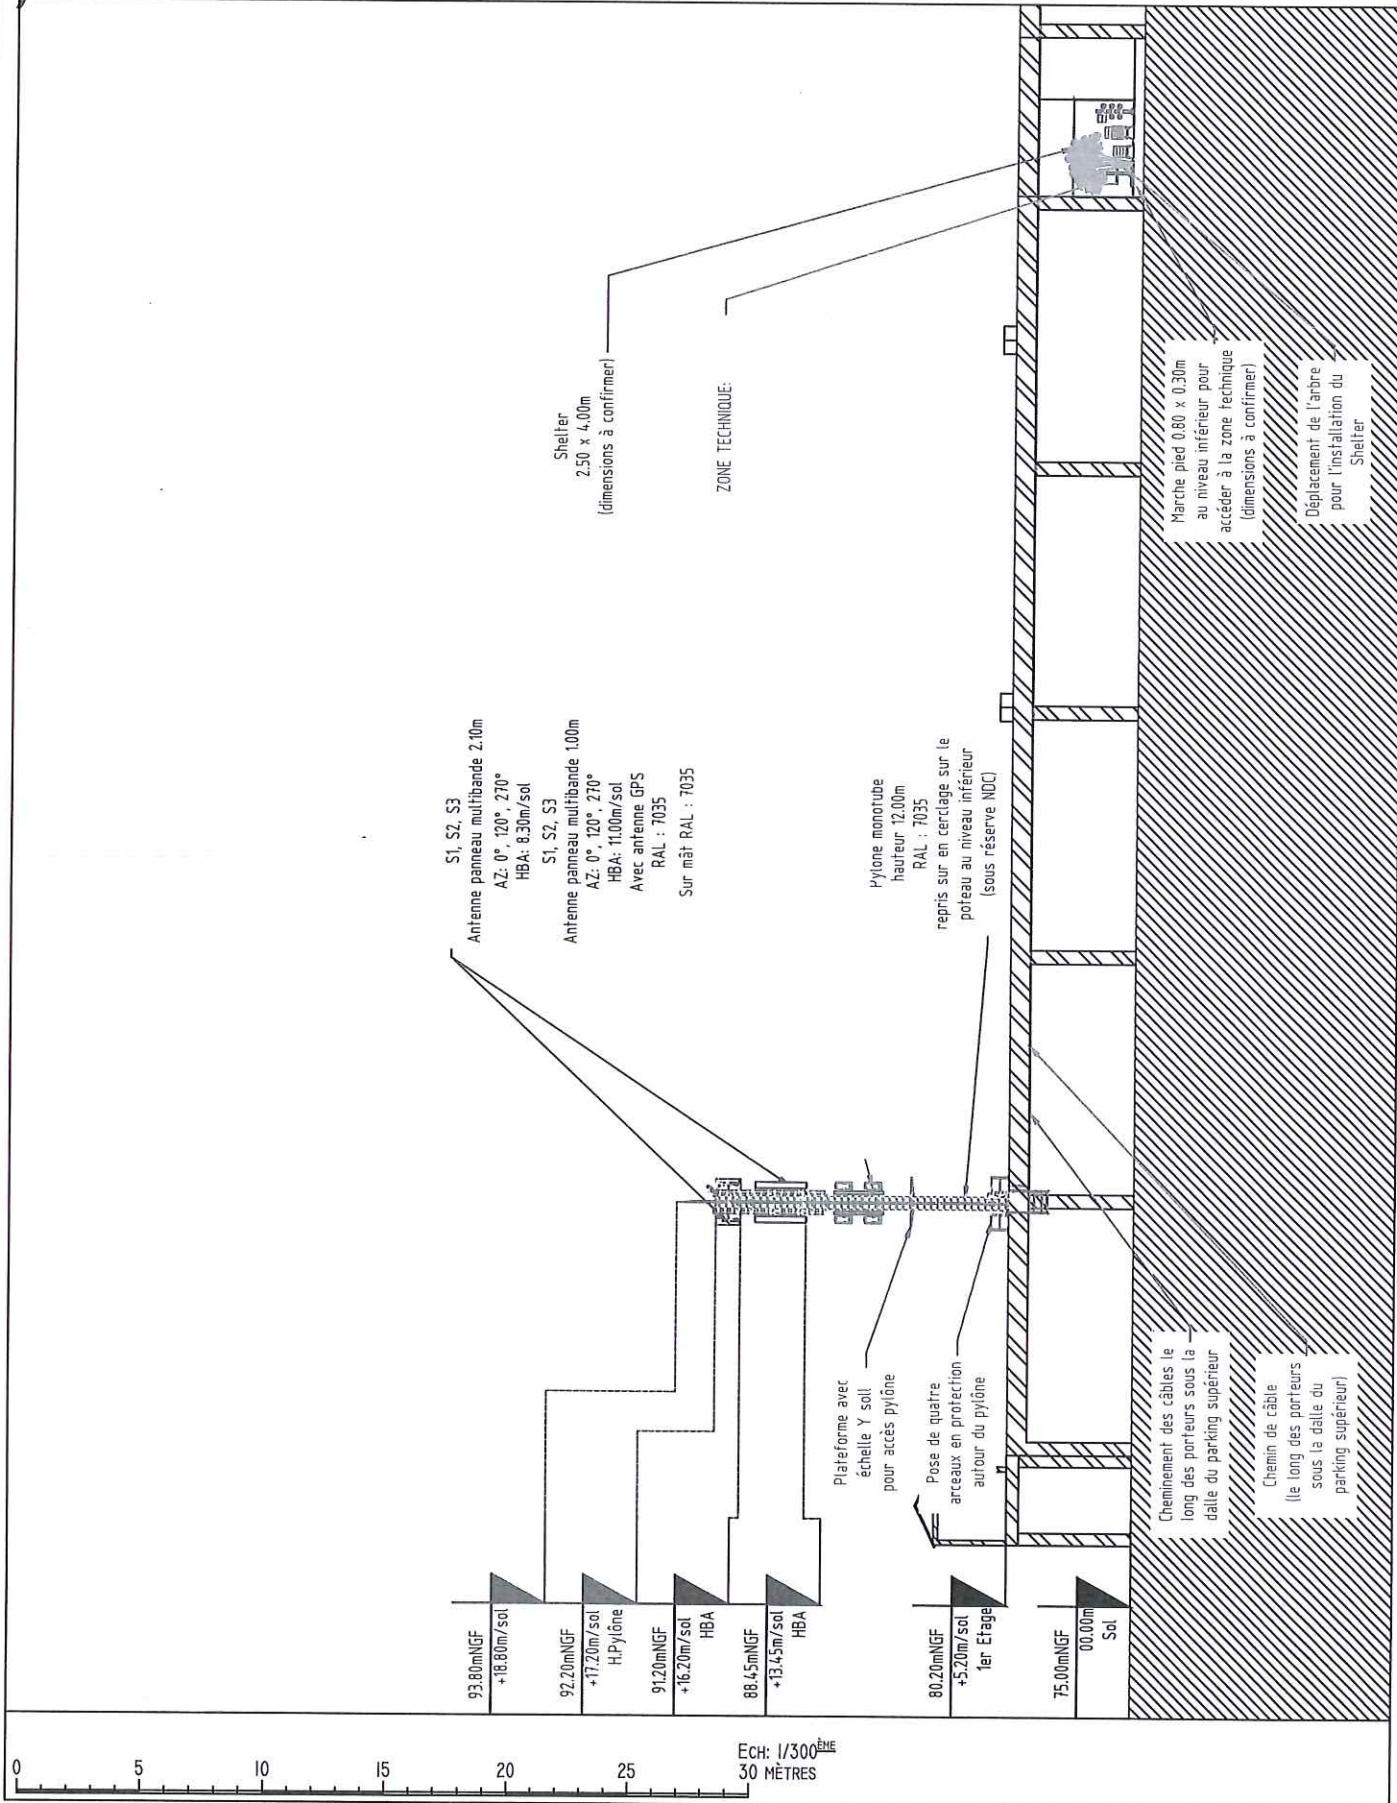 Shelter
2.50 x 4.00m
(dimensions à confirmer)
ZONE TECHNIQUE:
S1, S2, S3
Antenne panneau multibande 2.10m
AZ: 0°, 120°, 270°
HBA: 8.30m/sol
S1, S2, S3
Antenne panneau multibande 1.00m
AZ: 0°, 120°, 270°
HBA: 11.00m/sol
Avec antenne GPS
RAL : 7035
Sur mât RAL : 7035
Pylone monotube
hauteur 12.00m
RAL : 7035
repris sur en cerclage sur le
poteau au niveau inférieur
(sous réserve NDC)
Marche pied 0.80 x 0.30m
au niveau inférieur pour
accéder à la zone technique
(dimensions à confirmer)
Déplacement de l'arbre
pour l'installation du
Shelter
Plateforme avec
échelle Y soll
pour accès pylône
Pose de quatre
arceaux en protection
autour du pylône
Cheminement des câbles le
long des porteurs sous la
dalle du parking supérieur
Chemin de câble
(le long des porteurs
sous la dalle du
parking supérieur)
93.80mNGF
+18.80m/sol
92.20mNGF
+17.20m/sol
H.Pylône
91.20mNGF
+16.20m/sol
HBA
88.45mNGF
+13.45m/sol
HBA
80.20mNGF
+5.20m/sol
1er Etage
75.00mNGF
00.00m
Sol
0 5 10 15 20 25 30 MÈTRES
ECH: 1/300ÈME